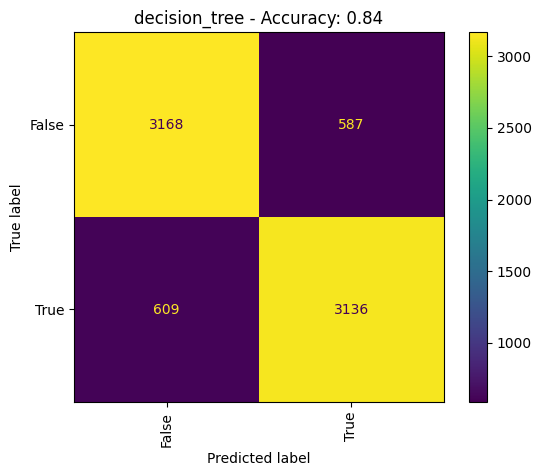 decision_tree - Accuracy: 0.84
True label
False
3168
587
True
609
3136
False
True
Predicted label
3000
2500
2000
1500
1000